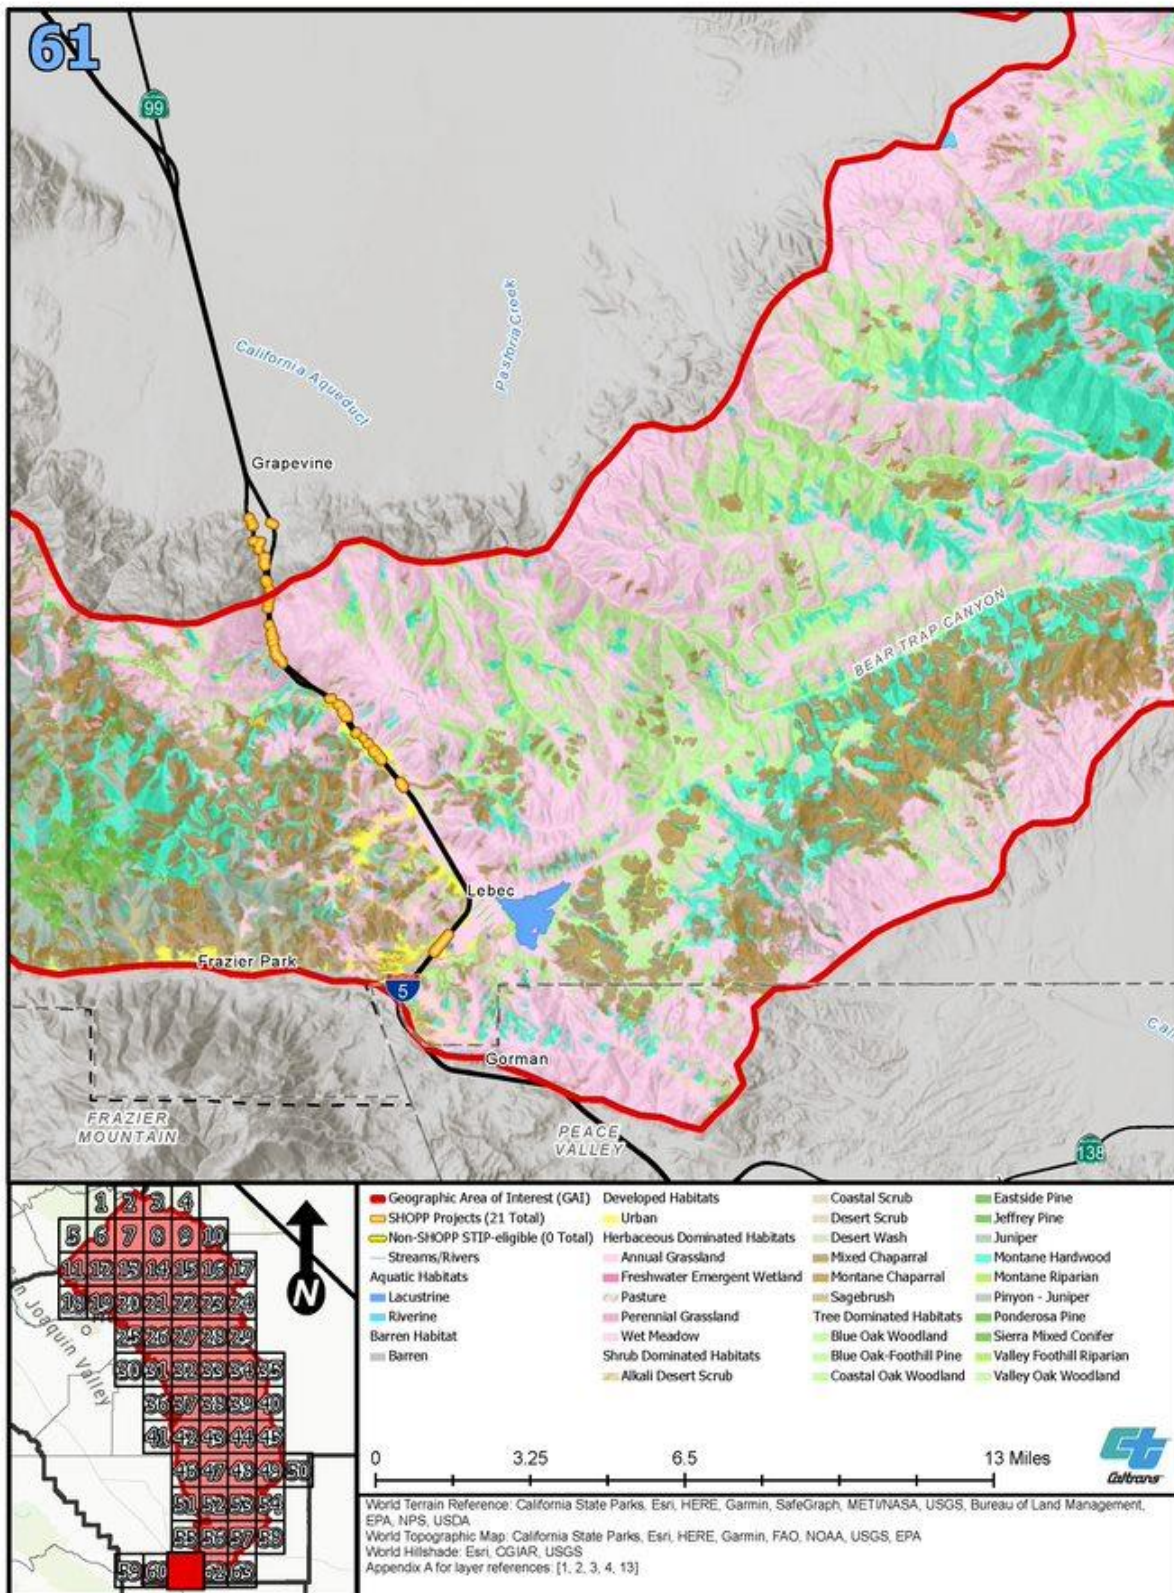 61
99
California Aqueduct
Pastoria Creek
Grapevine
BEAR TRAP CANYON
Lebec
Frazier Park
5
Gorman
FRAZIER
MOUNTAIN
PEACE
VALLEY
138
1 2 3 4
5 6 7 8 9 10
11 12 13 14 15 16 17
18 19 20 21 22 23 24
25 26 27 28 29
30 31 32 33 34 35
36 37 38 39 40
41 42 43 44 45
46 47 48 49 50
51 52 53 54
55 56 57 58
59 60 62 63
Joaquin Valley
N
Geographic Area of Interest (GAI)
SHOPP Projects (21 Total)
Non-SHOPP STIP-eligible (0 Total)
Streams/Rivers
Aquatic Habitats
Lacustrine
Riverine
Barren Habitat
Barren
Developed Habitats
Urban
Herbaceous Dominated Habitats
Annual Grassland
Freshwater Emergent Wetland
Pasture
Perennial Grassland
Wet Meadow
Shrub Dominated Habitats
Alkali Desert Scrub
Coastal Scrub
Desert Scrub
Desert Wash
Mixed Chaparral
Montane Chaparral
Sagebrush
Tree Dominated Habitats
Blue Oak Woodland
Blue Oak-Foothill Pine
Coastal Oak Woodland
Eastside Pine
Jeffrey Pine
Juniper
Montane Hardwood
Montane Riparian
Pinyon - Juniper
Ponderosa Pine
Sierra Mixed Conifer
Valley Foothill Riparian
Valley Oak Woodland
0 3.25 6.5 13 Miles
Caltrans
World Terrain Reference: California State Parks, Esri, HERE, Garmin, SafeGraph, METI/NASA, USGS, Bureau of Land Management,
EPA, NPS, USDA
World Topographic Map: California State Parks, Esri, HERE, Garmin, FAO, NOAA, USGS, EPA
World Hillshade: Esri, CGIAR, USGS
Appendix A for layer references: [1, 2, 3, 4, 13]